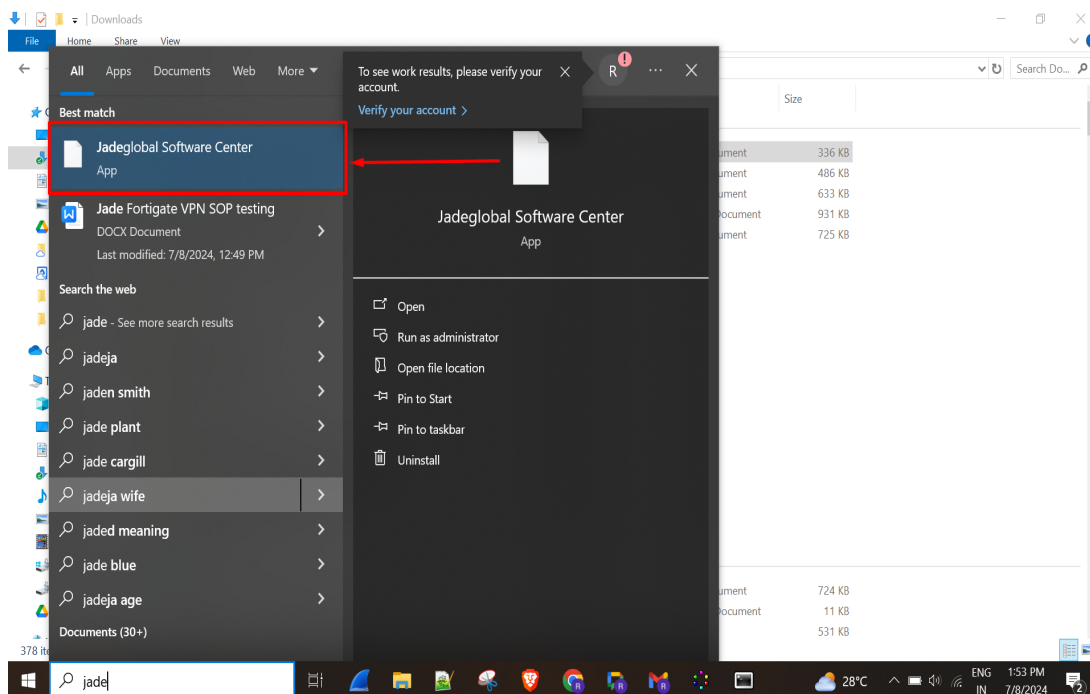 Downloads
File Home Share View
Search Do...
All Apps Documents Web More
To see work results, please verify your
account.
Verify your account
R
Size
Best match
Jadeglobal Software Center
App
Jade Fortigate VPN SOP testing
DOCX Document
Last modified: 7/8/2024, 12:49 PM
Search the web
jade - See more search results
jadeja
jaden smith
jade plant
jade cargill
jadeja wife
jaded meaning
jade blue
jadeja age
Documents (30+)
Jadeglobal Software Center
App
Open
Run as administrator
Open file location
Pin to Start
Pin to taskbar
Uninstall
ument 336 KB
ument 486 KB
ument 633 KB
ocument 931 KB
ument 725 KB
ument 724 KB
ocument 11 KB
531 KB
378 ite
jade
28°C
ENG
IN
1:53 PM
7/8/2024